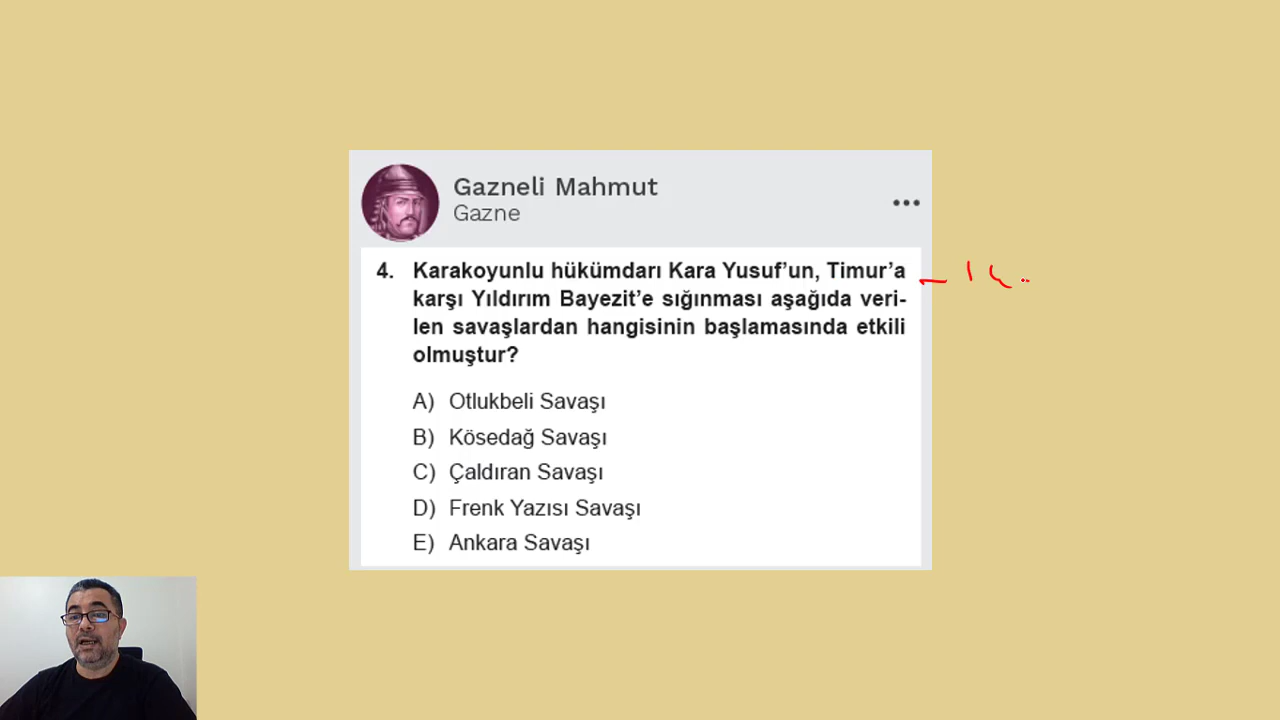 Gazneli Mahmut
Gazne
4. Karakoyunlu hükümdarı Kara Yusuf'un, Timur'a
karşı Yıldırım Bayezit'e sığınması aşağıda veri-
len savaşlardan hangisinin başlamasında etkili
olmuştur?
A) Otlukbeli Savaşı
B) Kösedağ Savaşı
C) Çaldıran Savaşı
D) Frenk Yazısı Savaşı
E) Ankara Savaşı